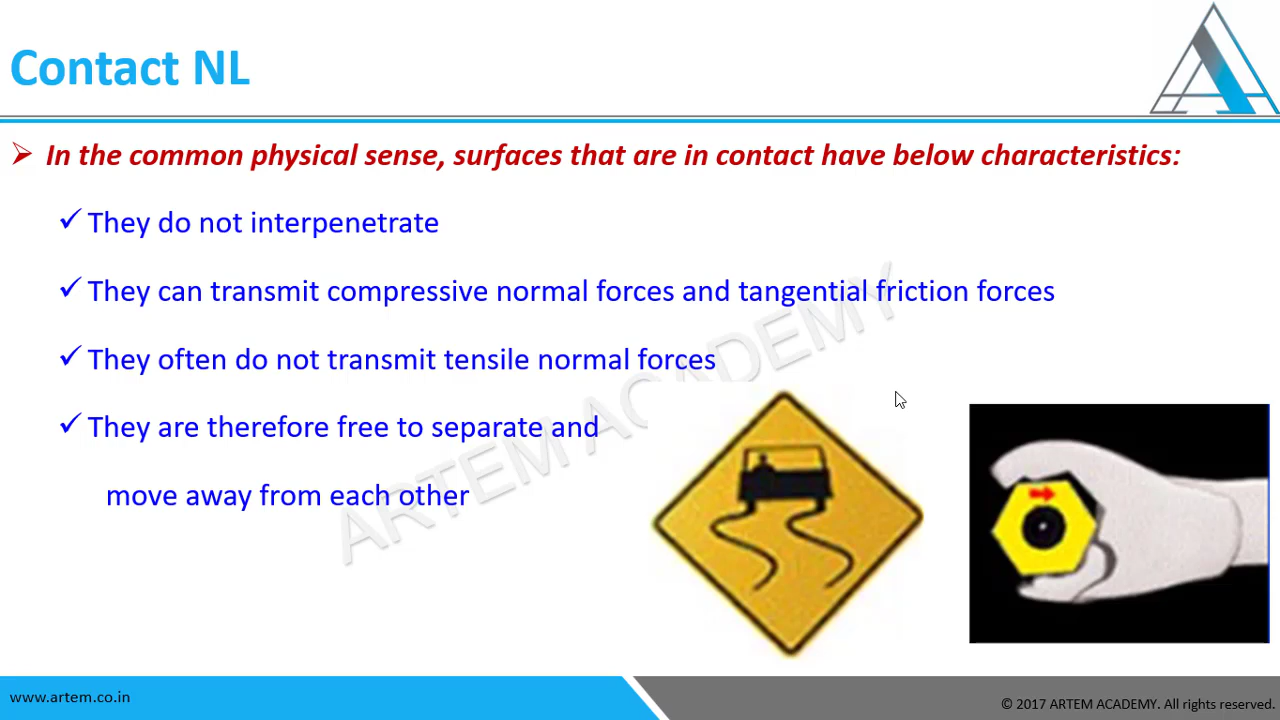 Contact NL
In the common physical sense, surfaces that are in contact have below characteristics:
They do not interpenetrate
They can transmit compressive normal forces and tangential friction forces
They often do not transmit tensile normal forces
They are therefore free to separate and
move away from each other
ARTEM ACADEMY
www.artem.co.in
© 2017 ARTEM ACADEMY. All rights reserved.